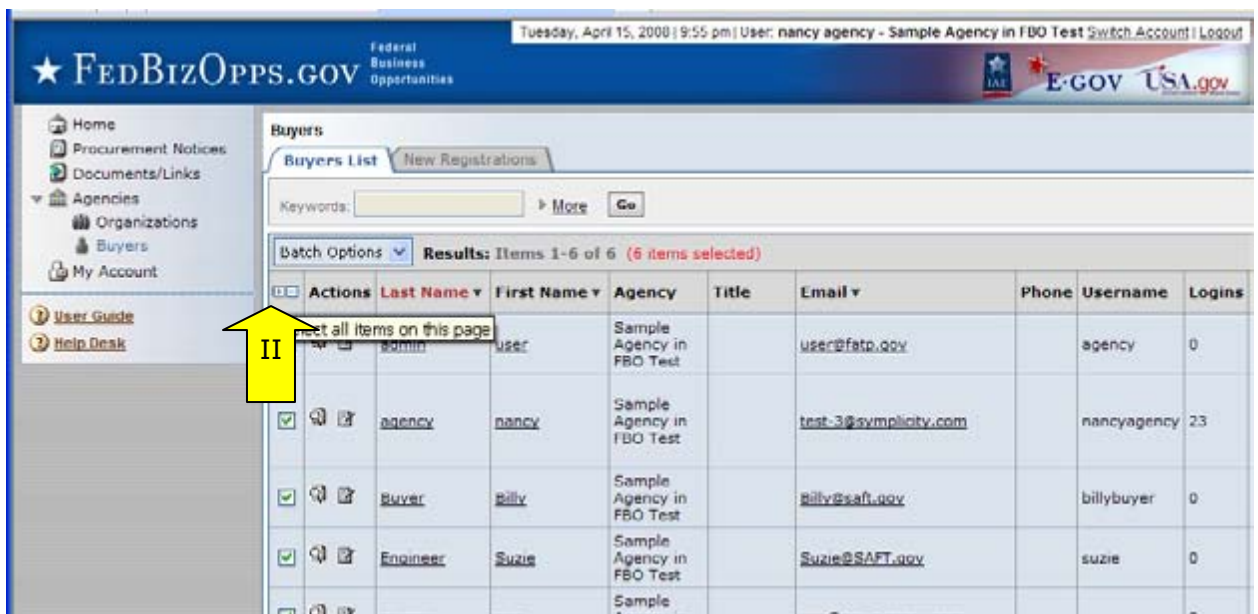 Tuesday, April 15, 2008 | 9:55 pm | User: nancy agency - Sample Agency in FBO Test Switch Account | Logout
★ FEDBIZOPPS.GOV Federal Business Opportunities
IAE E-GOV USA.gov
Home
Procurement Notices
Documents/Links
Agencies
Organizations
Buyers
My Account
User Guide
Help Desk
Buyers
Buyers List New Registrations
Keywords: More Go
Batch Options Results: Items 1-6 of 6 (6 items selected)
Actions Last Name First Name Agency Title Email Phone Username Logins
ect all items on this page
II
admin user Sample Agency in FBO Test user@fatp.gov agency 0
agency nancy Sample Agency in FBO Test test-3@symplicity.com nancyagency 23
Buyer Billy Sample Agency in FBO Test Billy@saft.gov billybuyer 0
Engineer Suzie Sample Agency in FBO Test Suzie@SAFT.gov suzie 0
Sample